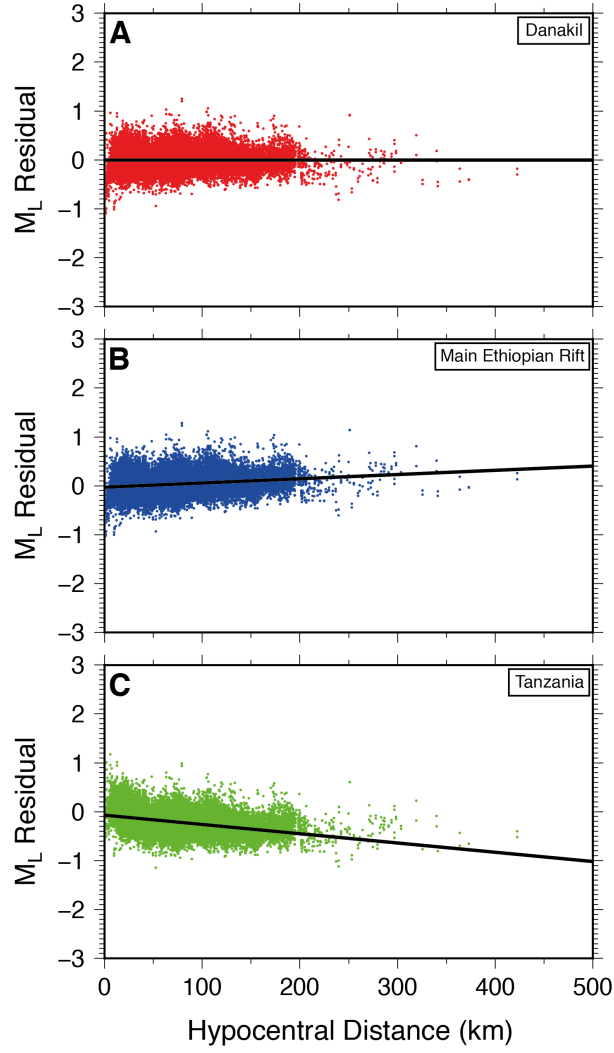 A
Danakil
3
2
1
0
−1
−2
−3
ML Residual
B
Main Ethiopian Rift
3
2
1
0
−1
−2
−3
ML Residual
C
Tanzania
3
2
1
0
−1
−2
−3
ML Residual
0 100 200 300 400 500
Hypocentral Distance (km)